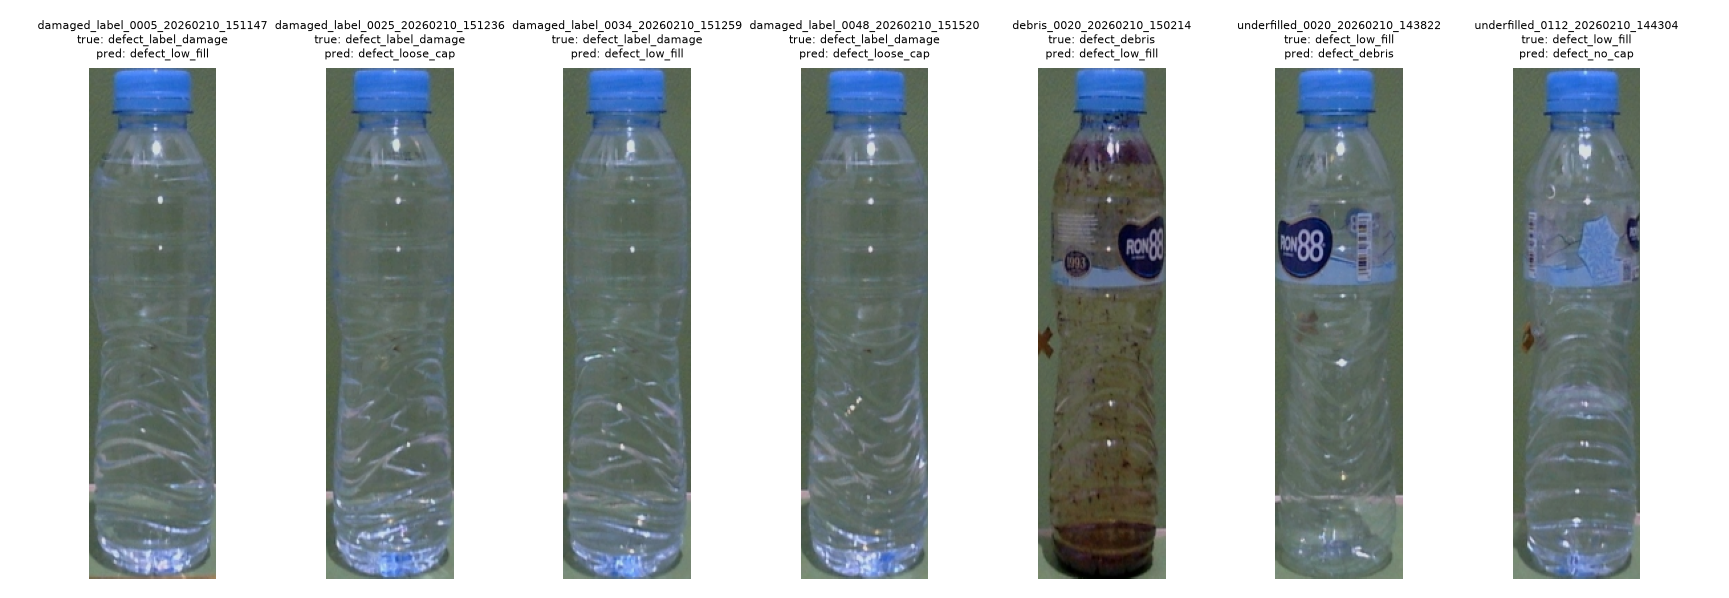 damaged_label_0005_20260210_151147
true: defect_label_damage
pred: defect_low_fill
damaged_label_0025_20260210_151236
true: defect_label_damage
pred: defect_loose_cap
damaged_label_0034_20260210_151259
true: defect_label_damage
pred: defect_low_fill
damaged_label_0048_20260210_151520
true: defect_label_damage
pred: defect_loose_cap
debris_0020_20260210_150214
true: defect_debris
pred: defect_low_fill
underfilled_0020_20260210_143822
true: defect_low_fill
pred: defect_debris
underfilled_0112_20260210_144304
true: defect_low_fill
pred: defect_no_cap
RON88
1993
RON88